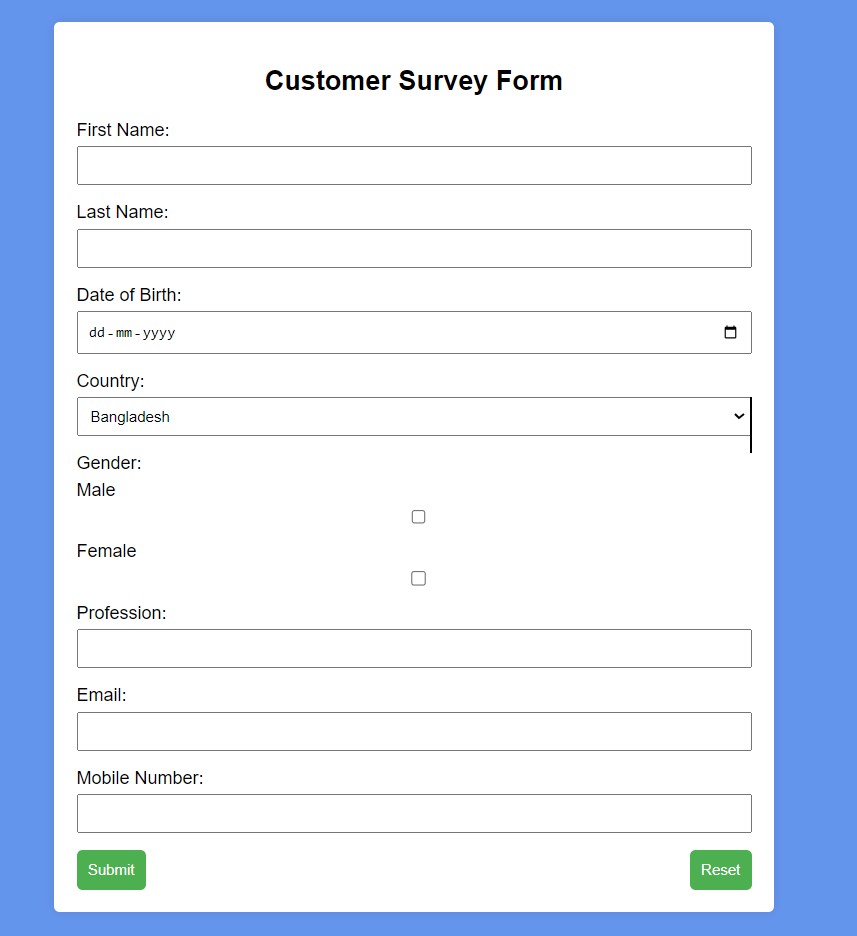 Customer Survey Form
First Name:
Last Name:
Date of Birth:
dd-mm-yyyy
Country:
Bangladesh
Gender:
Male
Female
Profession:
Email:
Mobile Number:
Submit Reset